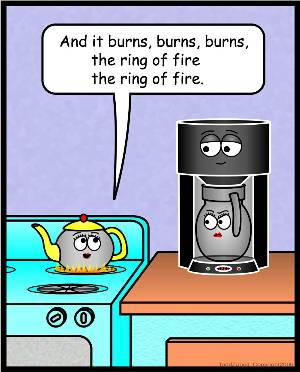 And it burns, burns, burns,
the ring of fire
the ring of fire.